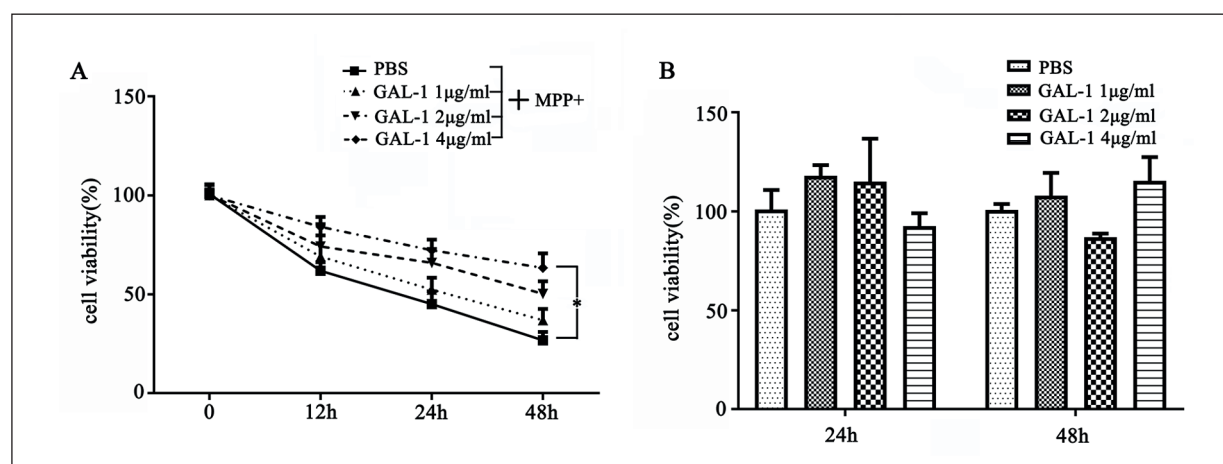 A
PBS
GAL-1 1μg/ml
GAL-1 2μg/ml
GAL-1 4μg/ml
+ MPP+
cell viability(%)
150
100
50
0
*
0 12h 24h 48h
B
PBS
GAL-1 1μg/ml
GAL-1 2μg/ml
GAL-1 4μg/ml
cell viability(%)
150
100
50
0
24h 48h